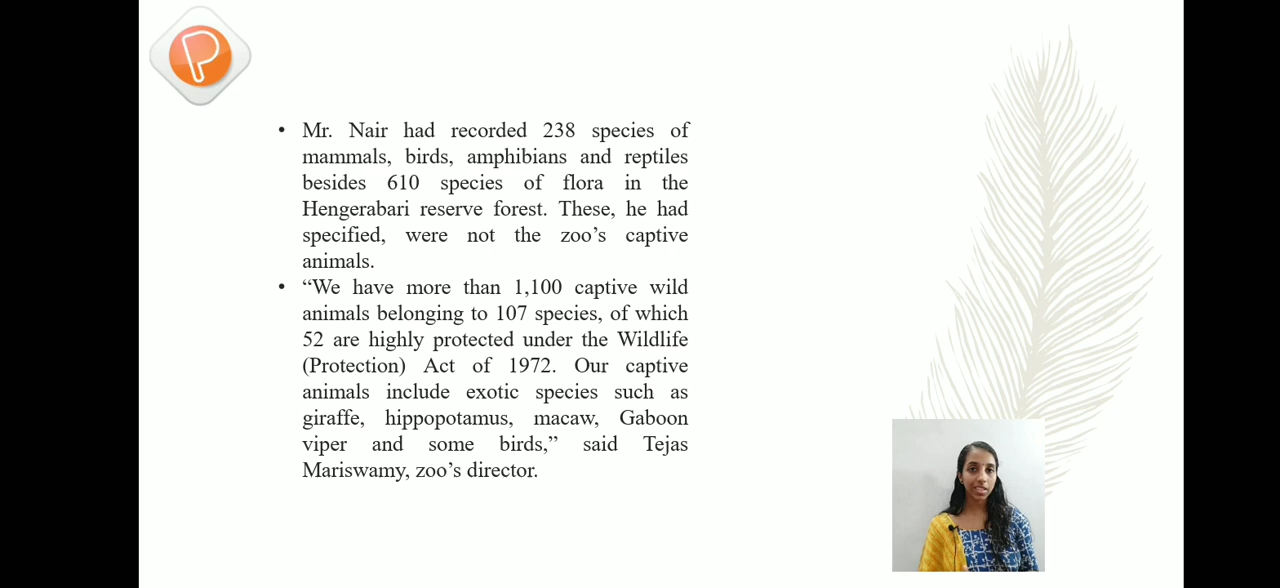 P
• Mr. Nair had recorded 238 species of
mammals, birds, amphibians and reptiles
besides 610 species of flora in the
Hengerabari reserve forest. These, he had
specified, were not the zoo’s captive
animals.
• “We have more than 1,100 captive wild
animals belonging to 107 species, of which
52 are highly protected under the Wildlife
(Protection) Act of 1972. Our captive
animals include exotic species such as
giraffe, hippopotamus, macaw, Gaboon
viper and some birds,” said Tejas
Mariswamy, zoo’s director.